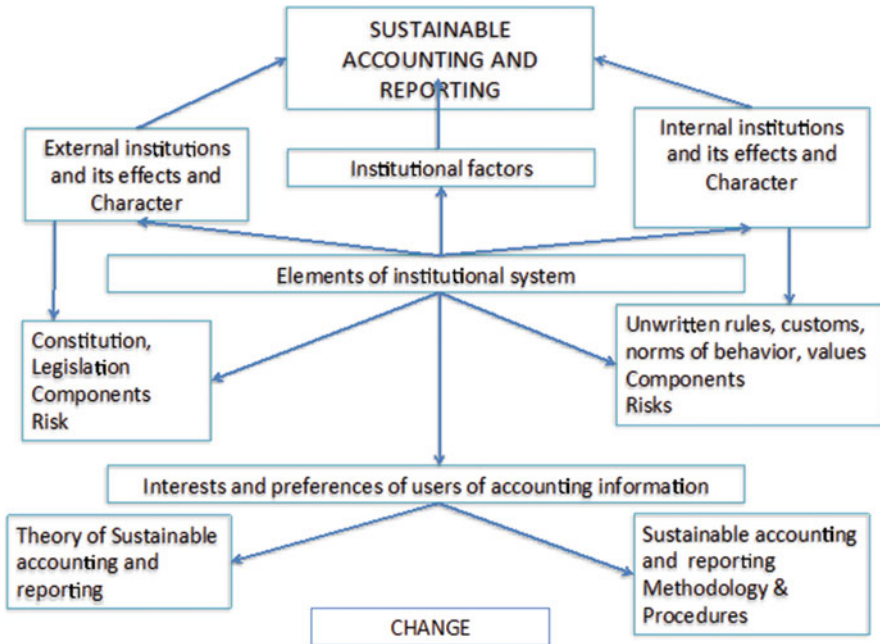 SUSTAINABLE
ACCOUNTING AND
REPORTING
External institutions
and its effects and
Character
Institutional factors
Internal institutions
and its effects and
Character
Elements of institutional system
Constitution,
Legislation
Components
Risk
Unwritten rules, customs,
norms of behavior, values
Components
Risks
Interests and preferences of users of accounting information
Theory of Sustainable
accounting and
reporting
Sustainable accounting
and reporting
Methodology &
Procedures
CHANGE